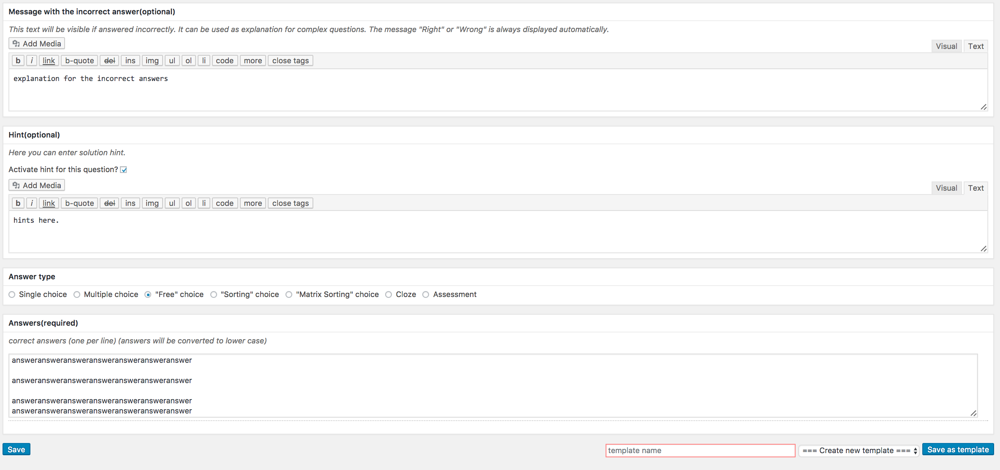 Message with the incorrect answer(optional)
This text will be visible if answered incorrectly. It can be used as explanation for complex questions. The message "Right" or "Wrong" is always displayed automatically.
Add Media
Visual Text
b i link b-quote del ins img ul ol li code more close tags
explanation for the incorrect answers
Hint(optional)
Here you can enter solution hint.
Activate hint for this question?
Add Media
Visual Text
b i link b-quote del ins img ul ol li code more close tags
hints here.
Answer type
Single choice Multiple choice "Free" choice "Sorting" choice "Matrix Sorting" choice Cloze Assessment
Answers(required)
correct answers (one per line) (answers will be converted to lower case)
answeransweransweransweransweransweranswer
answeransweransweransweransweransweranswer
answeransweransweransweransweransweranswer
answeransweransweransweransweransweranswer
Save template name === Create new template === Save as template